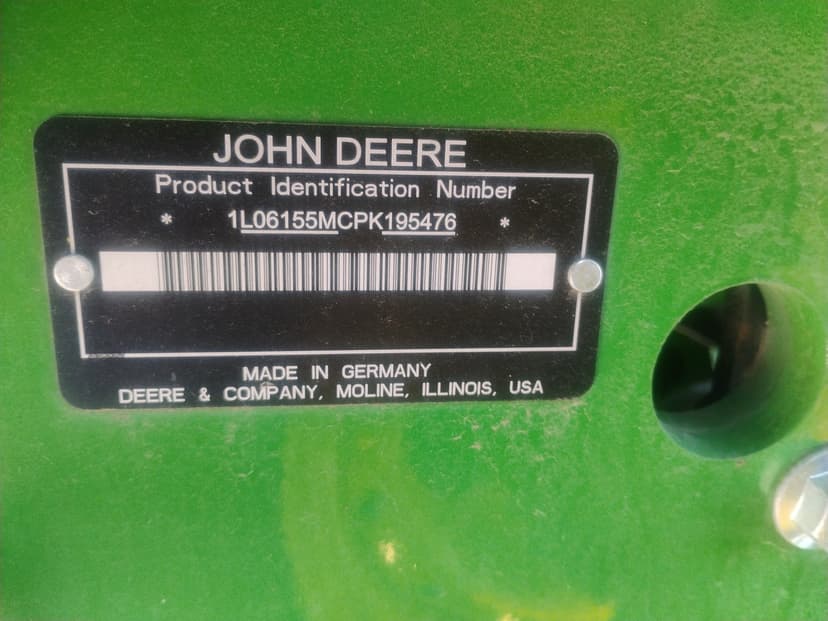 JOHN DEERE
Product Identification Number
* 1L06155MCPK195476 *
MADE IN GERMANY
DEERE & COMPANY, MOLINE, ILLINOIS, USA